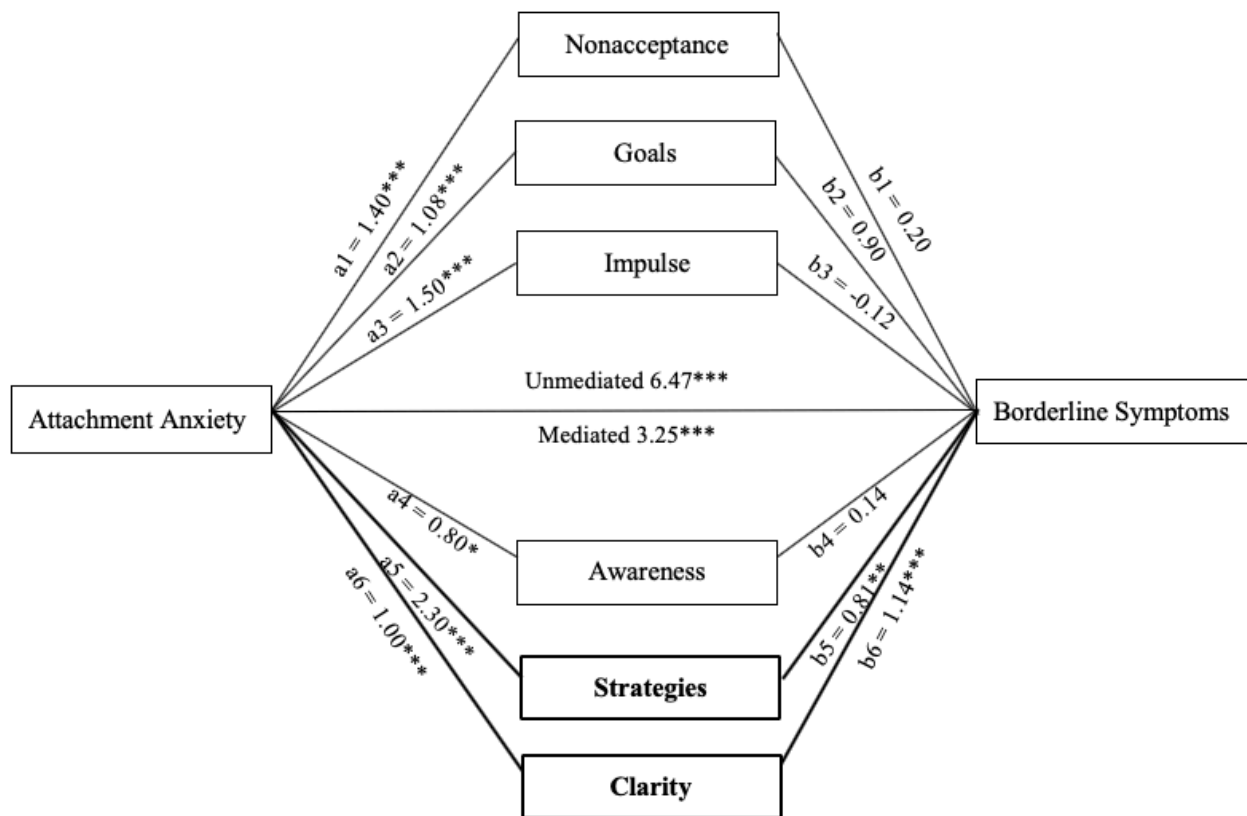 Nonacceptance
Goals
Impulse
a1 = 1.40***
a2 = 1.08***
a3 = 1.50***
b1 = 0.20
b2 = 0.90
b3 = -0.12
Attachment Anxiety
Unmediated 6.47***
Mediated 3.25***
Borderline Symptoms
a4 = 0.80*
a5 = 2.30***
a6 = 1.00***
b4 = 0.14
b5 = 0.81**
b6 = 1.14***
Awareness
Strategies
Clarity